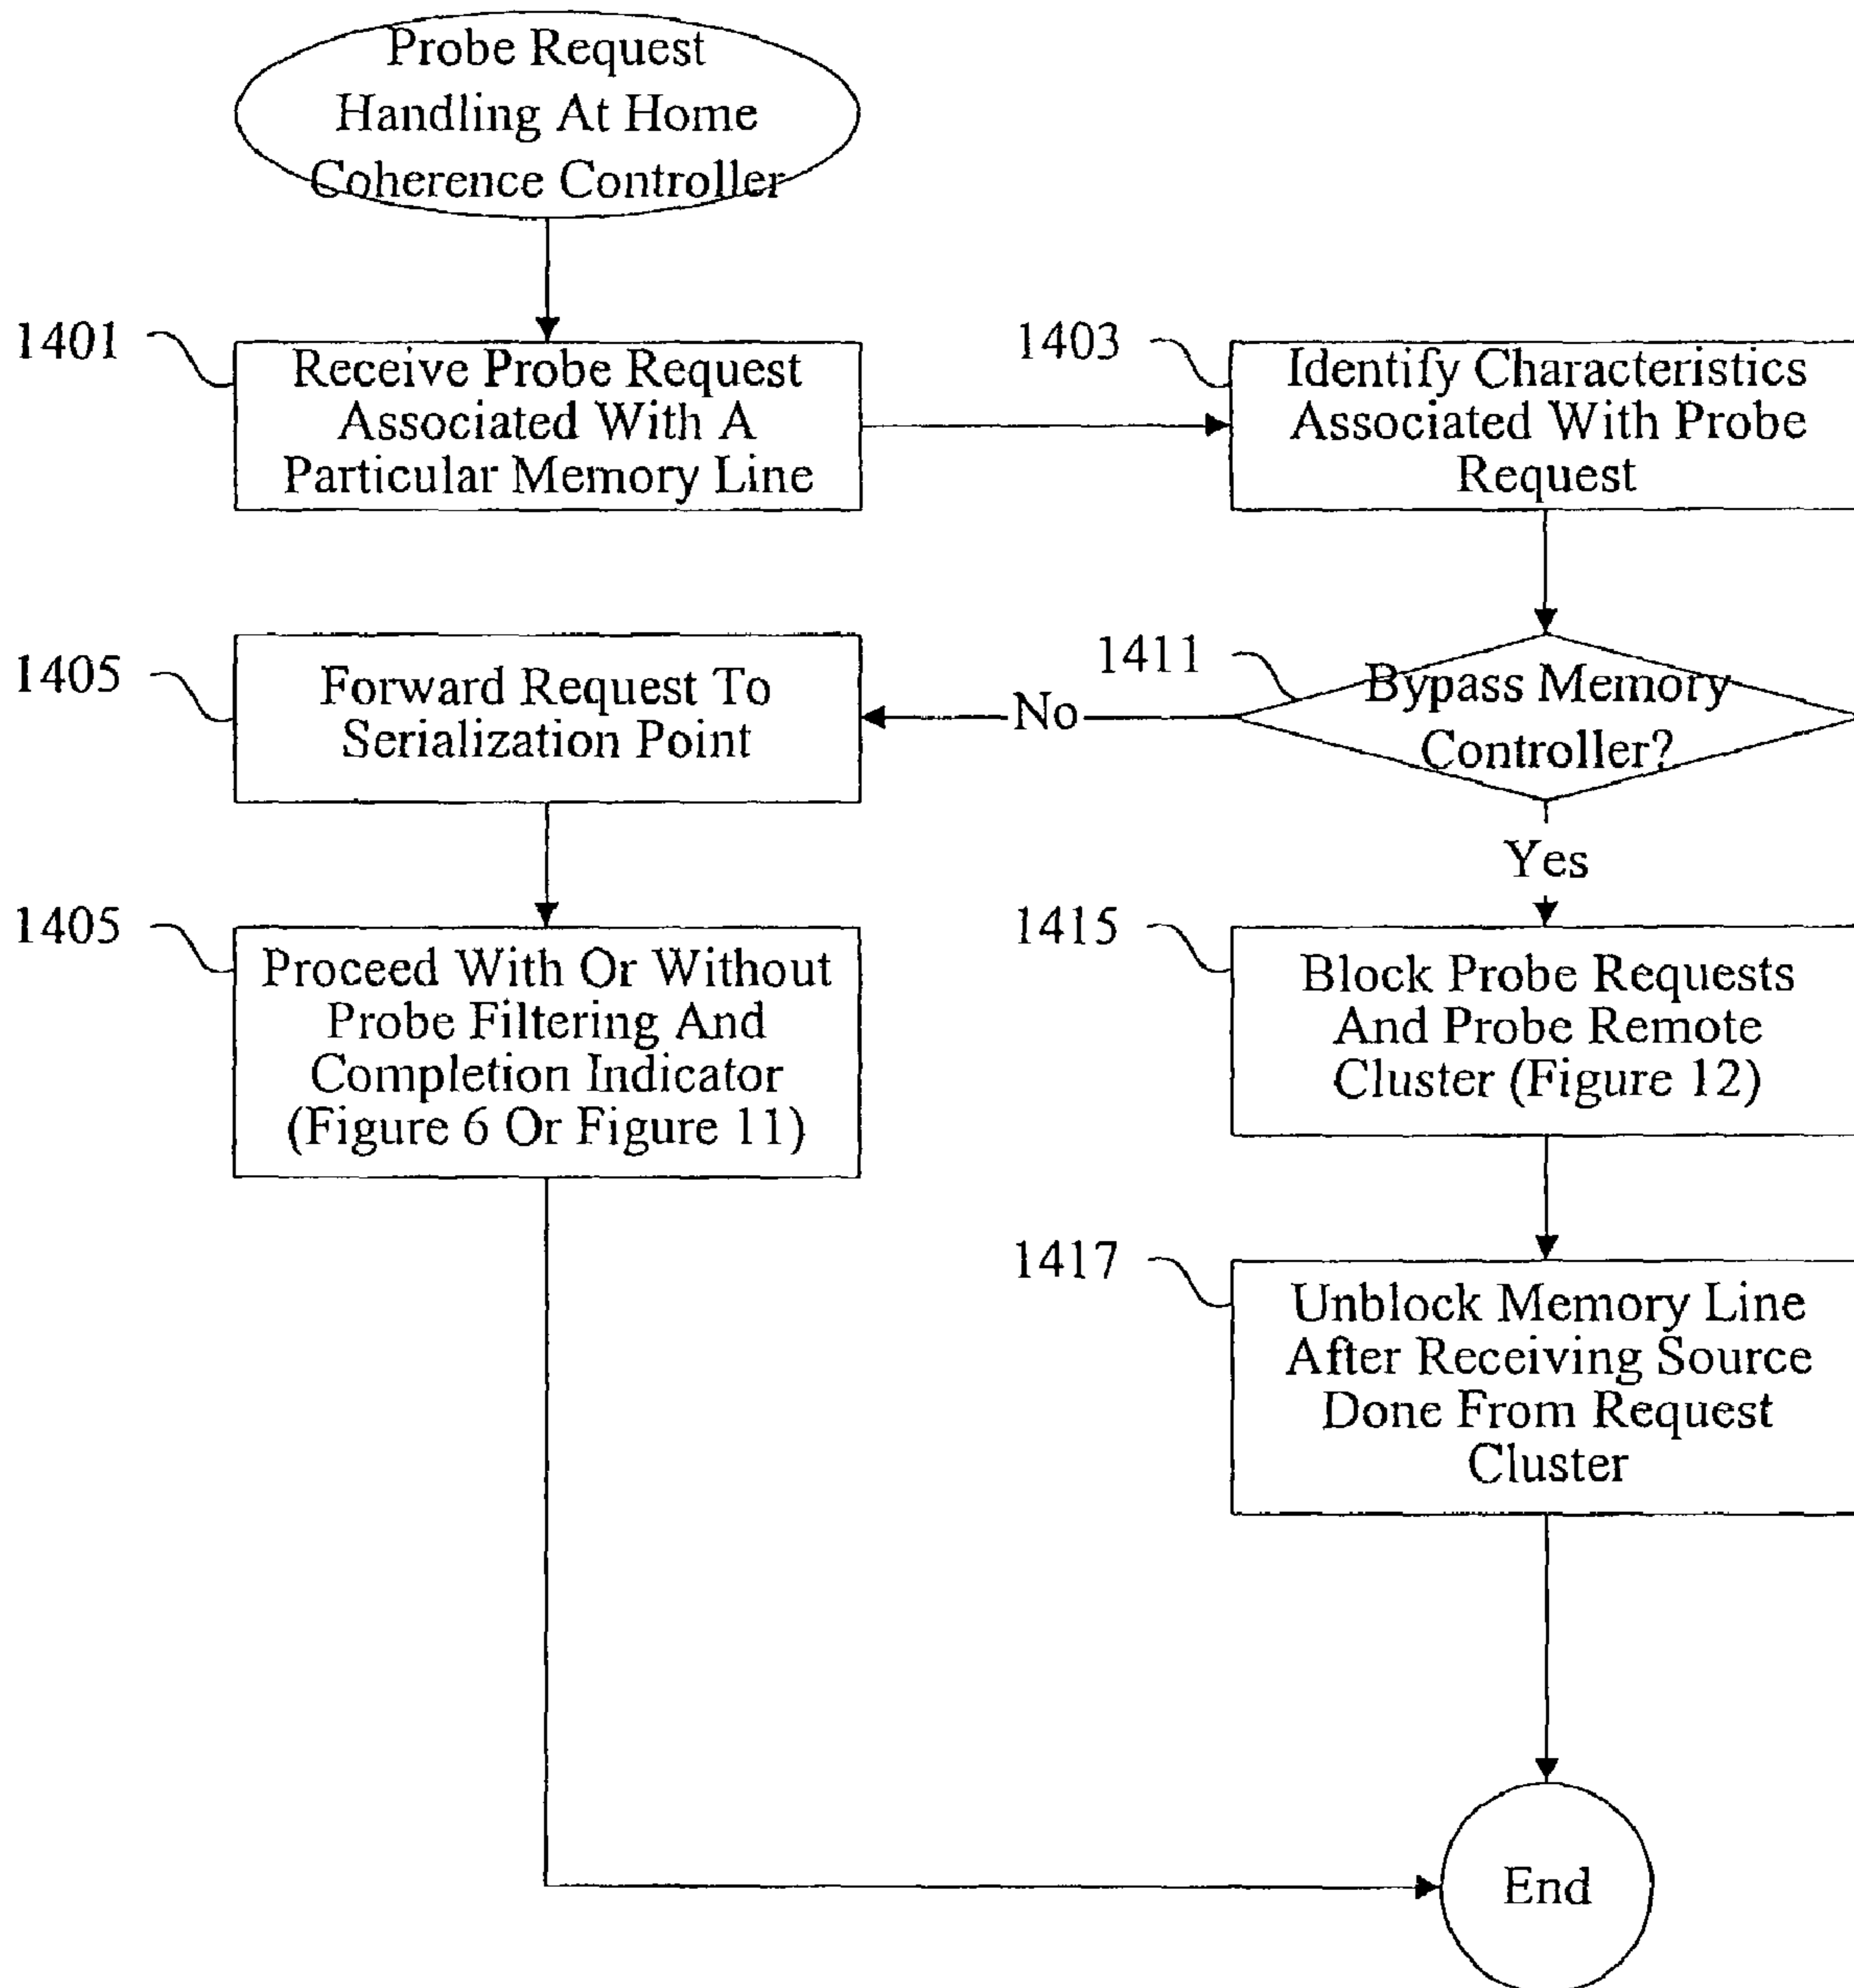 Probe Request
Handling At Home
Coherence Controller
1401
Receive Probe Request
Associated With A
Particular Memory Line
1403
Identify Characteristics
Associated With Probe
Request
1411
Bypass Memory
Controller?
No
1405
Forward Request To
Serialization Point
Yes
1405
Proceed With Or Without
Probe Filtering And
Completion Indicator
(Figure 6 Or Figure 11)
1415
Block Probe Requests
And Probe Remote
Cluster (Figure 12)
1417
Unblock Memory Line
After Receiving Source
Done From Request
Cluster
End